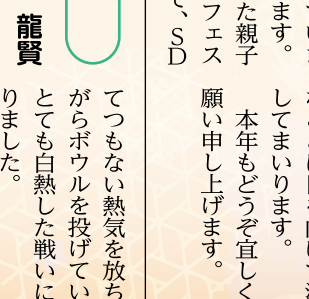 ます。
た親子
フェス
て、SD
してまいります。
　本年もどうぞ宜しく
願い申し上げます。
龍賢
てつもない熱気を放ち
がらボウルを投げてい
とても白熱した戦いに
りました。